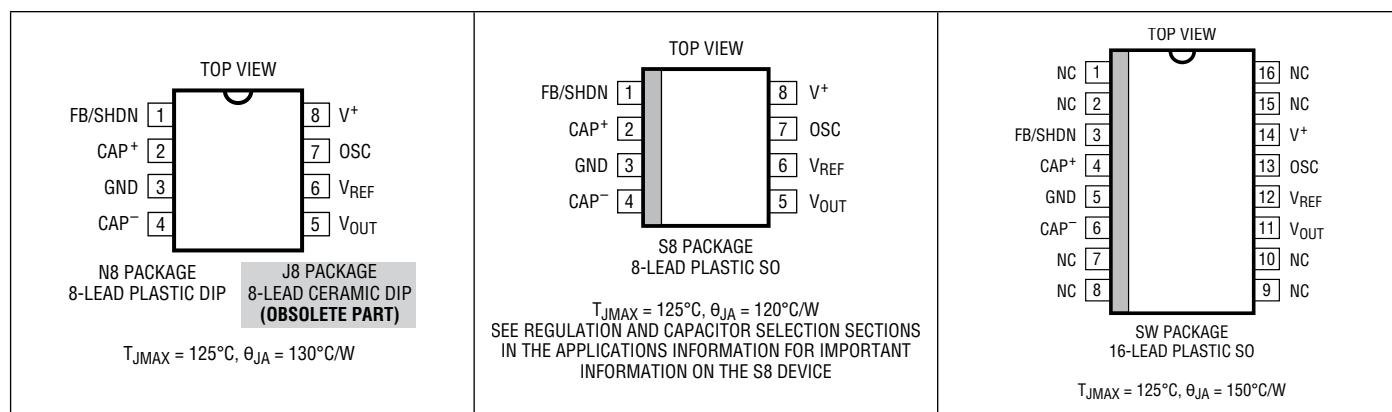 TOP VIEW
FB/SHDN 1 8 V+
CAP+ 2 7 OSC
GND 3 6 VREF
CAP– 4 5 VOUT
N8 PACKAGE
8-LEAD PLASTIC DIP
J8 PACKAGE
8-LEAD CERAMIC DIP
(OBSOLETE PART)
TJMAX = 125°C, θJA = 130°C/W
TOP VIEW
FB/SHDN 1 8 V+
CAP+ 2 7 OSC
GND 3 6 VREF
CAP– 4 5 VOUT
S8 PACKAGE
8-LEAD PLASTIC SO
TJMAX = 125°C, θJA = 120°C/W
SEE REGULATION AND CAPACITOR SELECTION SECTIONS
IN THE APPLICATIONS INFORMATION FOR IMPORTANT
INFORMATION ON THE S8 DEVICE
TOP VIEW
NC 1 16 NC
NC 2 15 NC
FB/SHDN 3 14 V+
CAP+ 4 13 OSC
GND 5 12 VREF
CAP– 6 11 VOUT
NC 7 10 NC
NC 8 9 NC
SW PACKAGE
16-LEAD PLASTIC SO
TJMAX = 125°C, θJA = 150°C/W